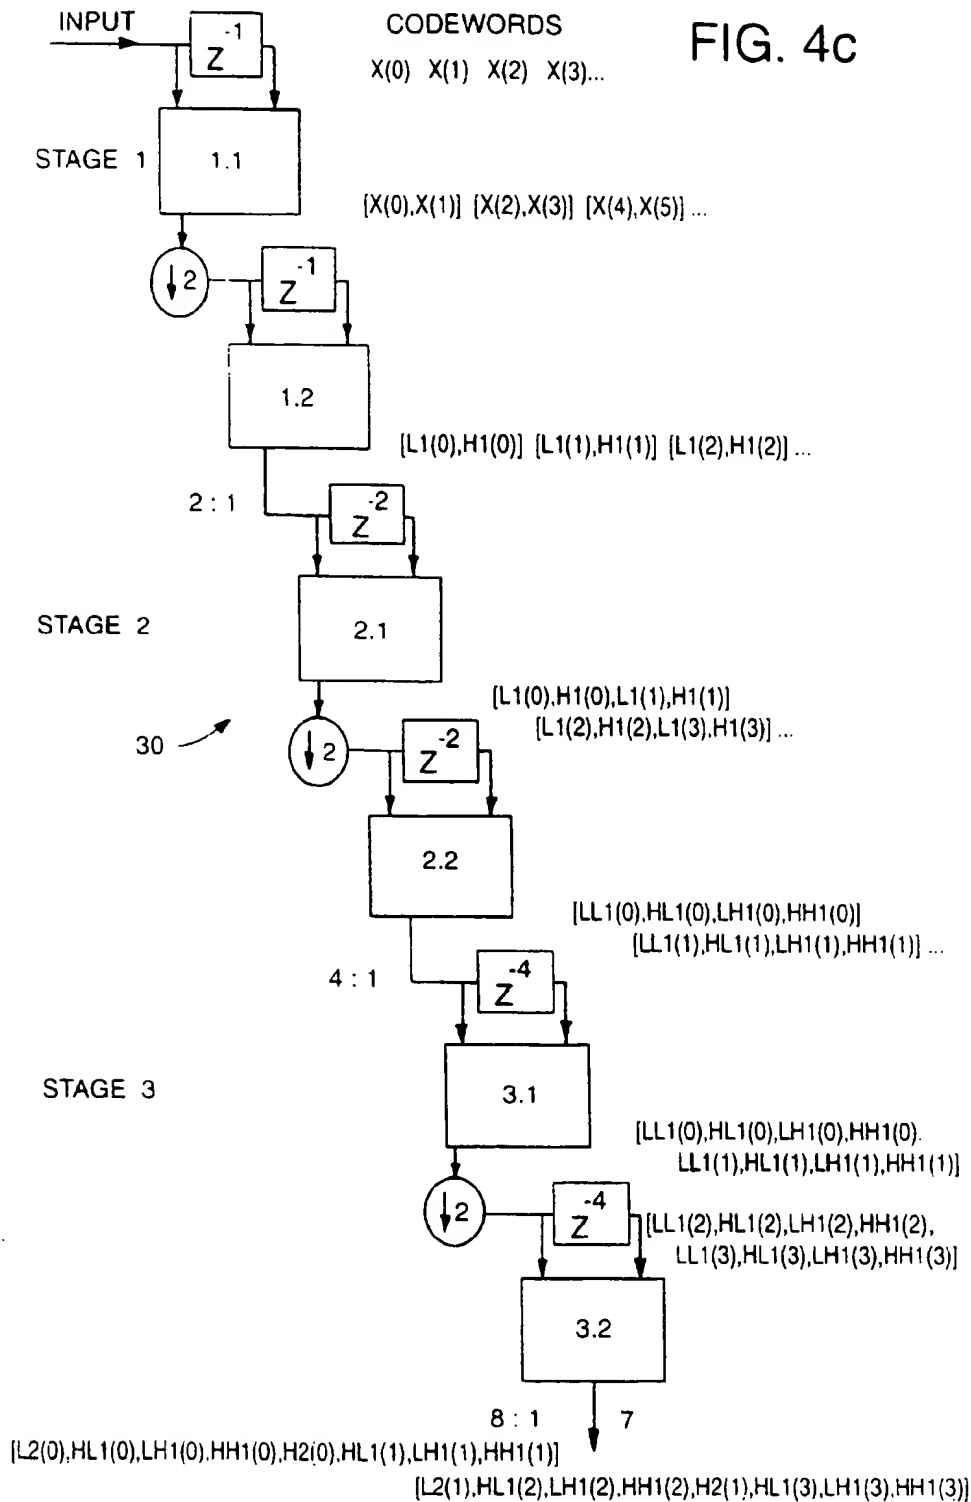 INPUT
Z -1
CODEWORDS
FIG. 4c
X(0) X(1) X(2) X(3)...
STAGE 1
1.1
[X(0),X(1)] [X(2),X(3)] [X(4),X(5)] ...
↓ 2
Z -1
1.2
[L1(0),H1(0)] [L1(1),H1(1)] [L1(2),H1(2)] ...
2 : 1
Z -2
STAGE 2
2.1
[L1(0),H1(0),L1(1),H1(1)]
[L1(2),H1(2),L1(3),H1(3)] ...
30
↓ 2
Z -2
2.2
[LL1(0),HL1(0),LH1(0),HH1(0)]
[LL1(1),HL1(1),LH1(1),HH1(1)] ...
4 : 1
Z -4
STAGE 3
3.1
[LL1(0),HL1(0),LH1(0),HH1(0).
LL1(1),HL1(1),LH1(1),HH1(1)]
↓ 2
Z -4
[LL1(2),HL1(2),LH1(2),HH1(2),
LL1(3),HL1(3),LH1(3),HH1(3)]
3.2
8 : 1
7
[L2(0),HL1(0),LH1(0),HH1(0),H2(0),HL1(1),LH1(1),HH1(1)]
[L2(1),HL1(2),LH1(2),HH1(2),H2(1),HL1(3),LH1(3),HH1(3)]